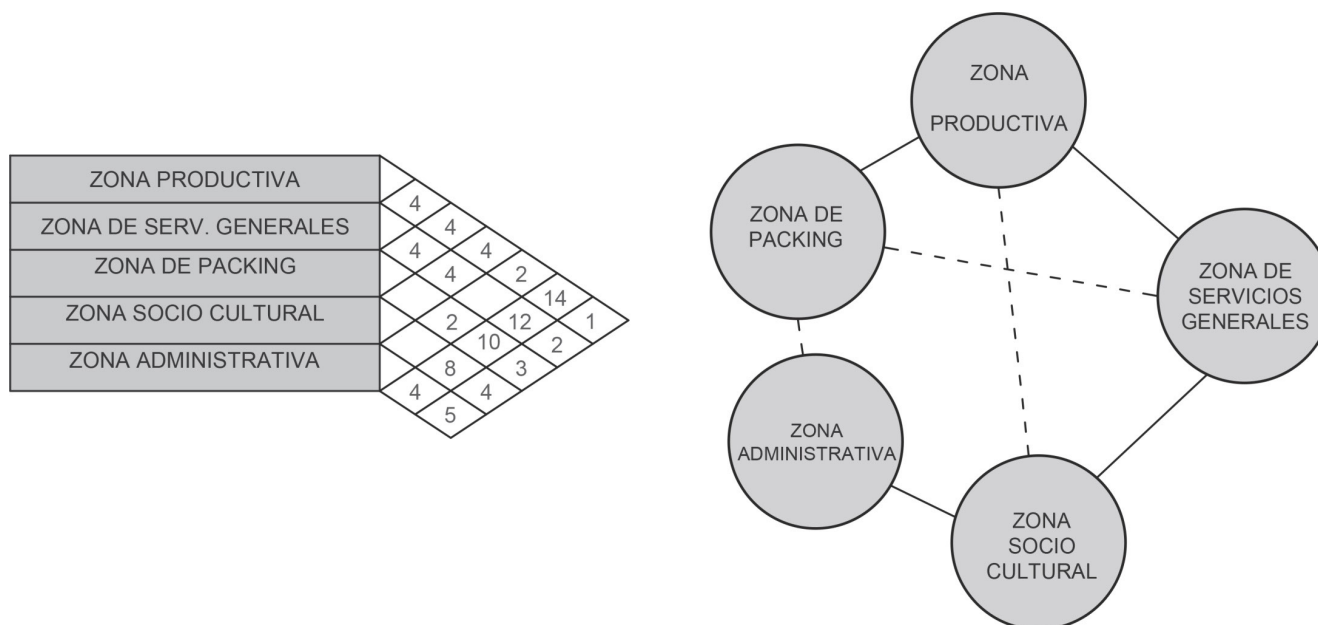 ZONA PRODUCTIVA
ZONA DE SERV. GENERALES
ZONA DE PACKING
ZONA SOCIO CULTURAL
ZONA ADMINISTRATIVA
4
4
4 4
4 2
14
2 12 1
10 2
8 3
4 4
5
ZONA
PRODUCTIVA
ZONA DE
PACKING
ZONA DE
SERVICIOS
GENERALES
ZONA
ADMINISTRATIVA
ZONA
SOCIO
CULTURAL